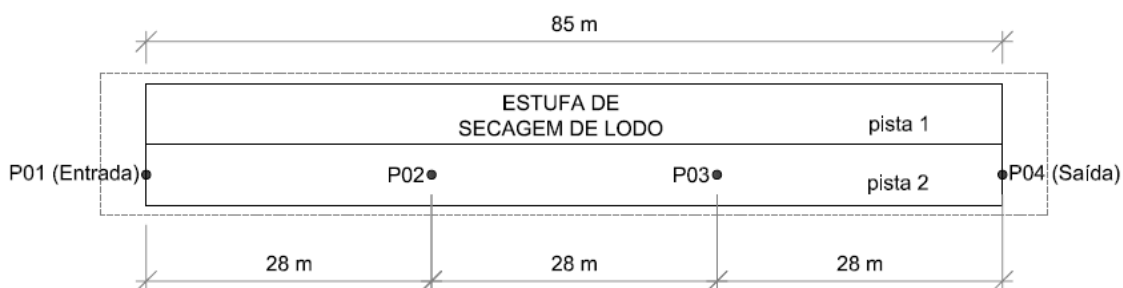 85 m
ESTUFA DE
SECAGEM DE LODO
pista 1
P01 (Entrada)
P02
P03
pista 2
P04 (Saída)
28 m
28 m
28 m